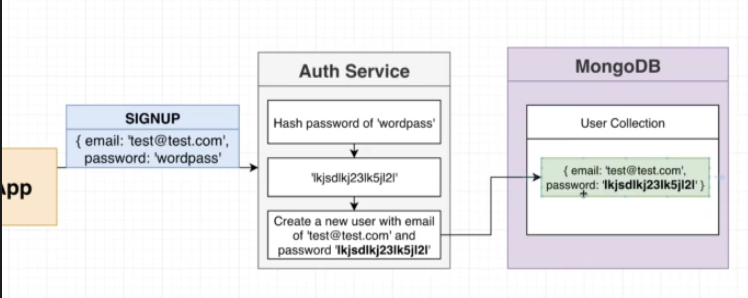 App
SIGNUP
{ email: 'test@test.com',
password: 'wordpass'
Auth Service
Hash password of 'wordpass'
'lkjsdlkj23lk5jl2l'
Create a new user with email
of 'test@test.com' and
password 'lkjsdlkj23lk5jl2l'
MongoDB
User Collection
{ email: 'test@test.com',
password: 'lkjsdlkj23lk5jl2l' }